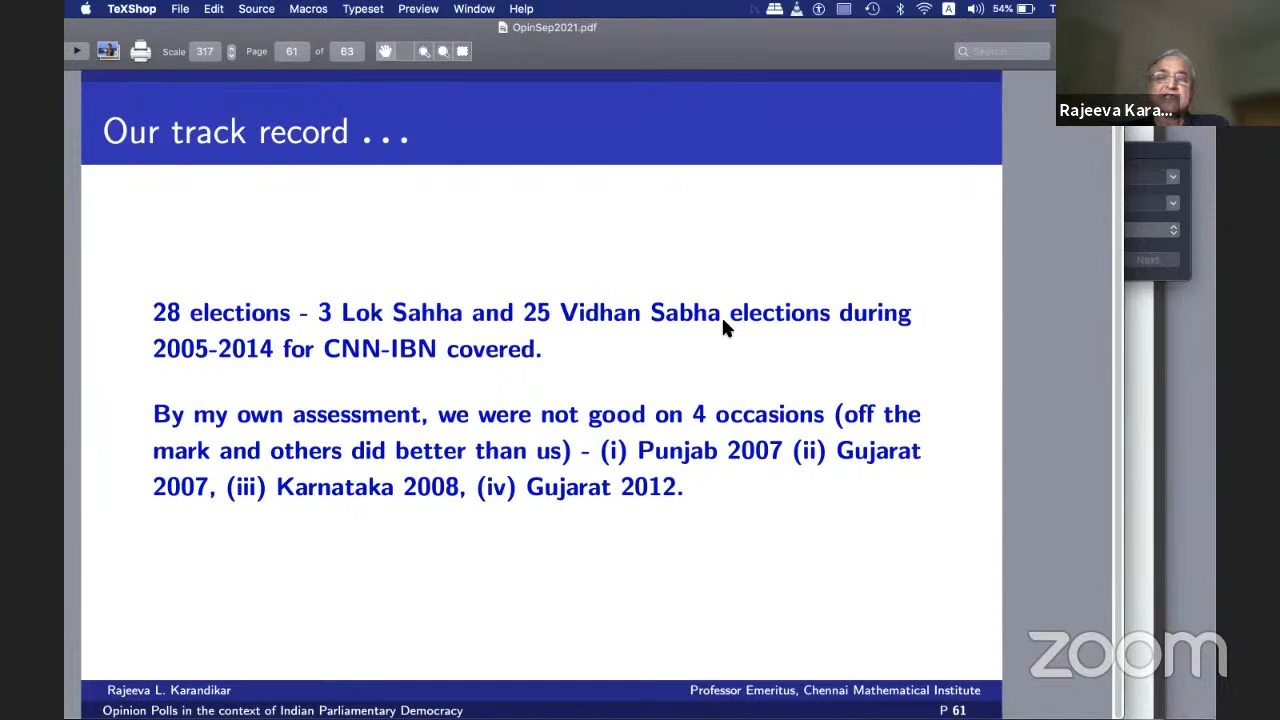 TeXShop File Edit Source Macros Typeset Preview Window Help A 54% T
OpinSep2021.pdf
Scale 317 Page 61 of 63 Search
Rajeeva Kara...
Our track record . . .
Next
28 elections - 3 Lok Sahha and 25 Vidhan Sabha elections during
2005-2014 for CNN-IBN covered.
By my own assessment, we were not good on 4 occasions (off the
mark and others did better than us) - (i) Punjab 2007 (ii) Gujarat
2007, (iii) Karnataka 2008, (iv) Gujarat 2012.
zoom
Rajeeva L. Karandikar Professor Emeritus, Chennai Mathematical Institute
Opinion Polls in the context of Indian Parliamentary Democracy P 61